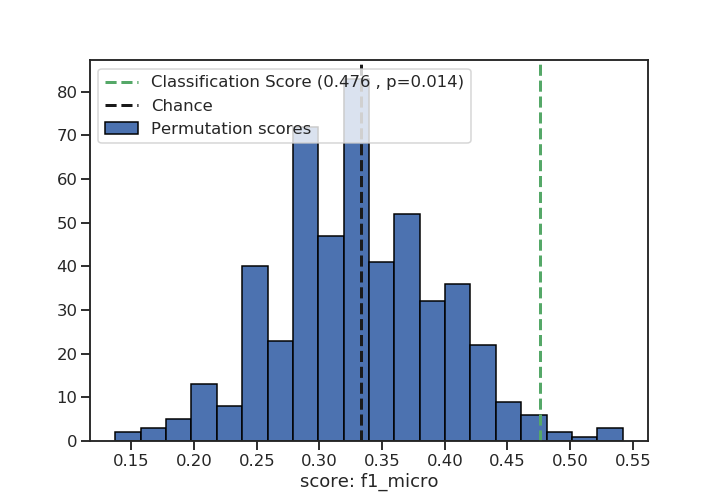 Classification Score (0.476 , p=0.014)
Chance
Permutation scores
80
70
60
50
40
30
20
10
0
0.15 0.20 0.25 0.30 0.35 0.40 0.45 0.50 0.55
score: f1_micro